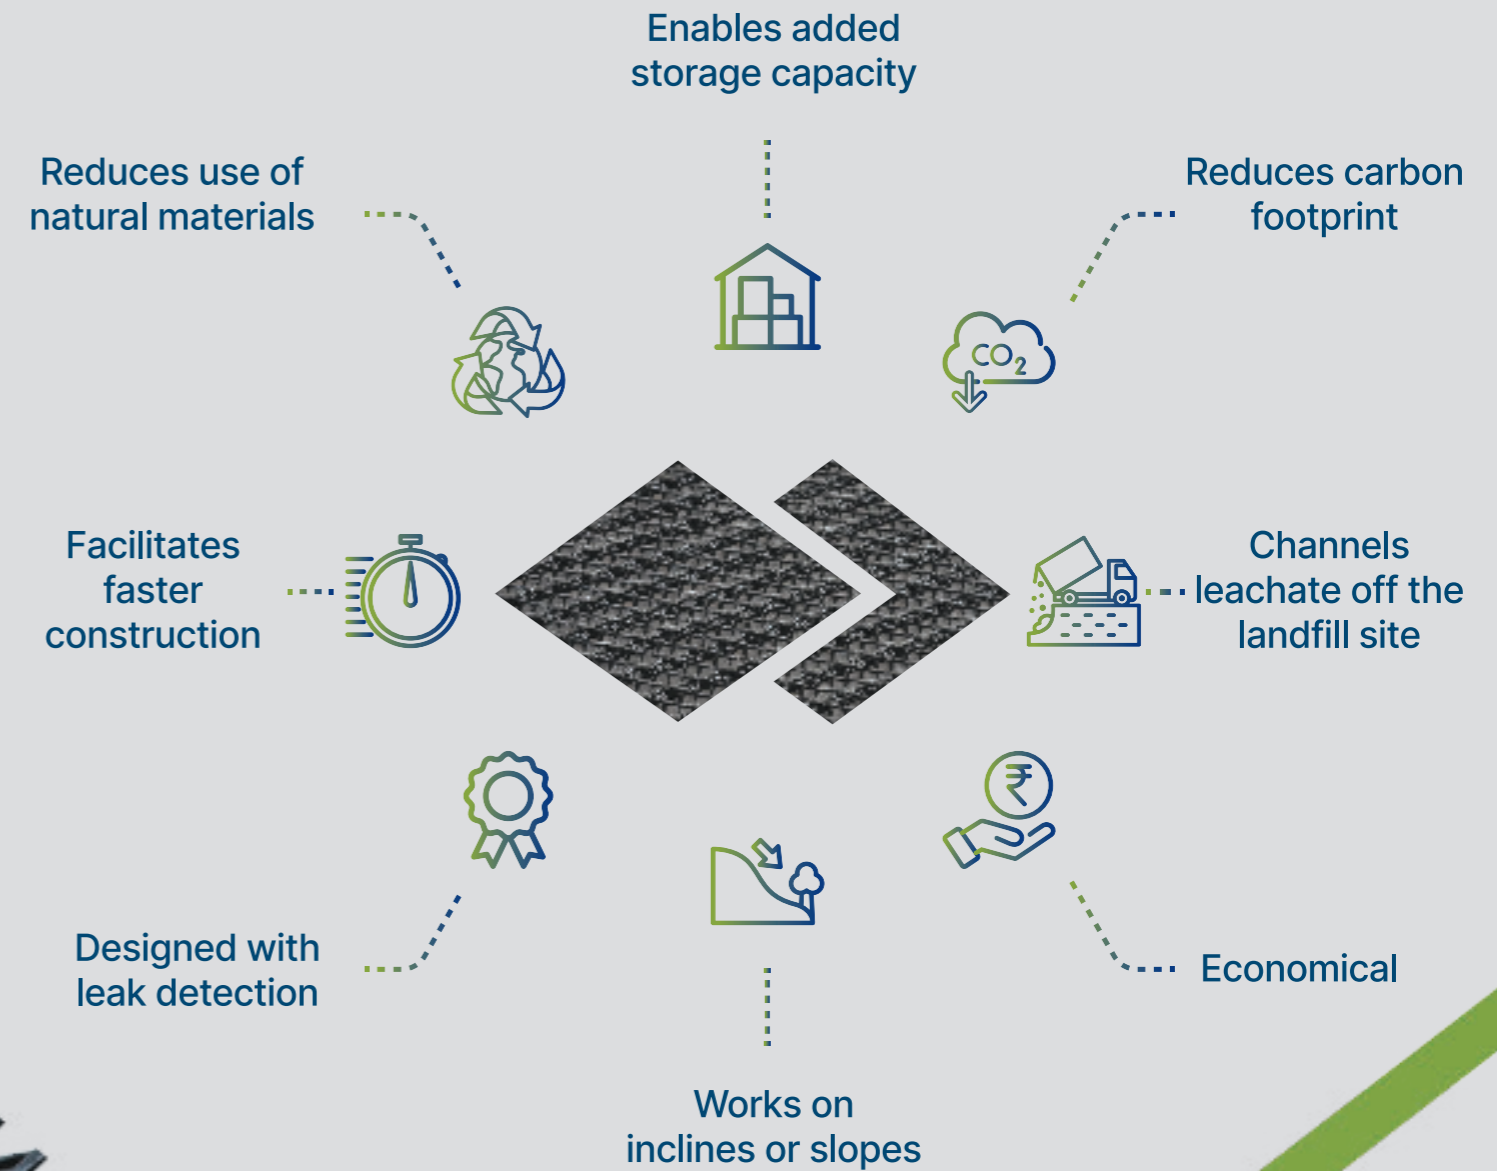 Enables added
storage capacity
Reduces use of
natural materials
Reduces carbon
footprint
CO2
Facilitates
faster
construction
Channels
leachate off the
landfill site
₹
Designed with
leak detection
Economical
Works on
inclines or slopes